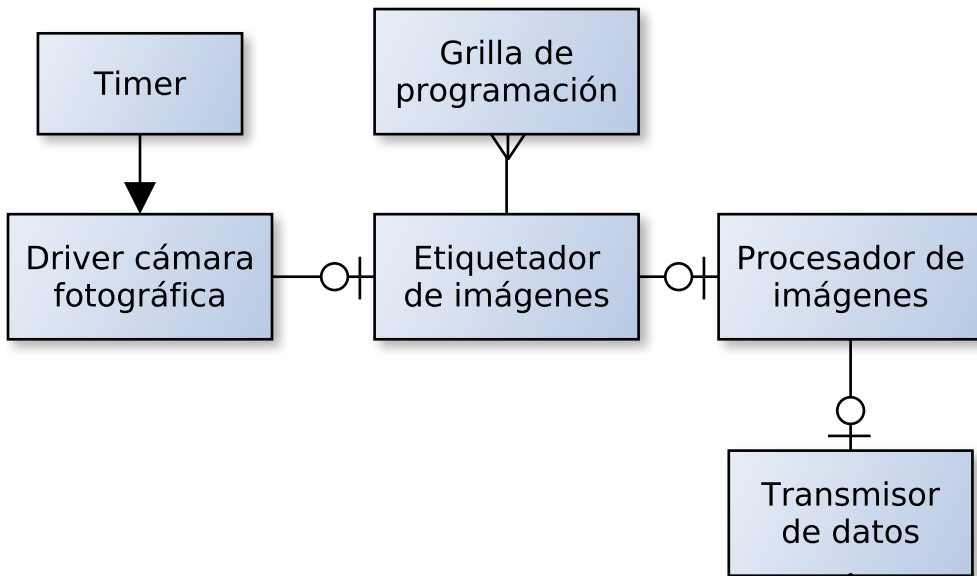 Timer
Grilla de
programación
Driver cámara
fotográfica
Etiquetador
de imágenes
Procesador de
imágenes
Transmisor
de datos